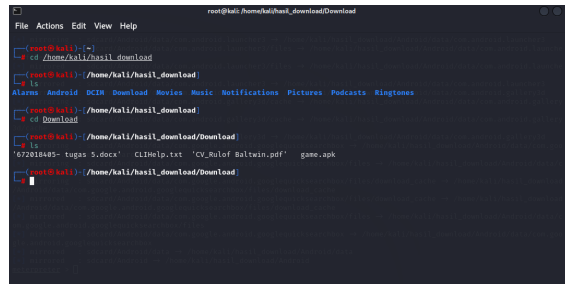 root@kali: /home/kali/hasil_download/Download
File Actions Edit View Help
┌──(root㉿kali)-[~]
└─# cd /home/kali/hasil_download
┌──(root㉿kali)-[/home/kali/hasil_download]
└─# ls
Alarms Android DCIM Download Movies Music Notifications Pictures Podcasts Ringtones
┌──(root㉿kali)-[/home/kali/hasil_download]
└─# cd Download
┌──(root㉿kali)-[/home/kali/hasil_download/Download]
└─# ls
'672018405- tugas 5.docx' CLIHelp.txt 'CV_Rulof Baltwin.pdf' game.apk
┌──(root㉿kali)-[/home/kali/hasil_download/Download]
└─#